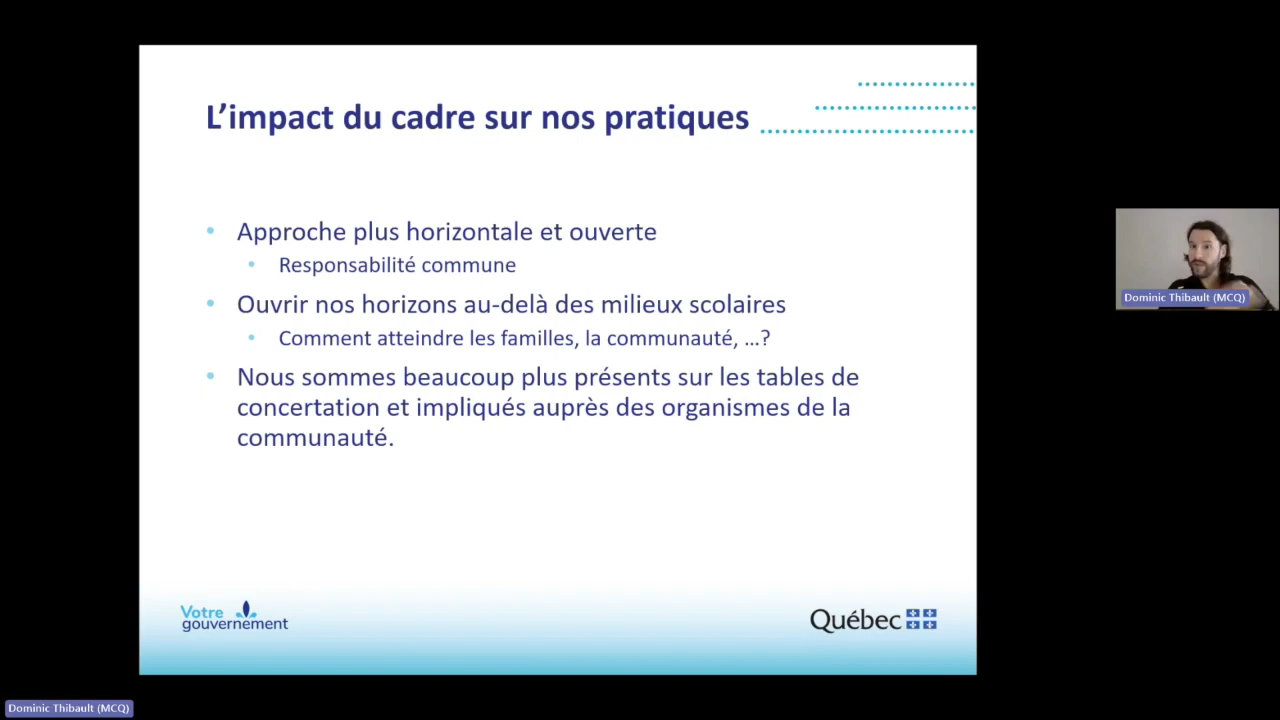 L'impact du cadre sur nos pratiques
• Approche plus horizontale et ouverte
• Responsabilité commune
• Ouvrir nos horizons au-delà des milieux scolaires
• Comment atteindre les familles, la communauté, …?
• Nous sommes beaucoup plus présents sur les tables de
concertation et impliqués auprès des organismes de la
communauté.
Votre
gouvernement
Québec
Dominic Thibault (MCQ)
Dominic Thibault (MCQ)